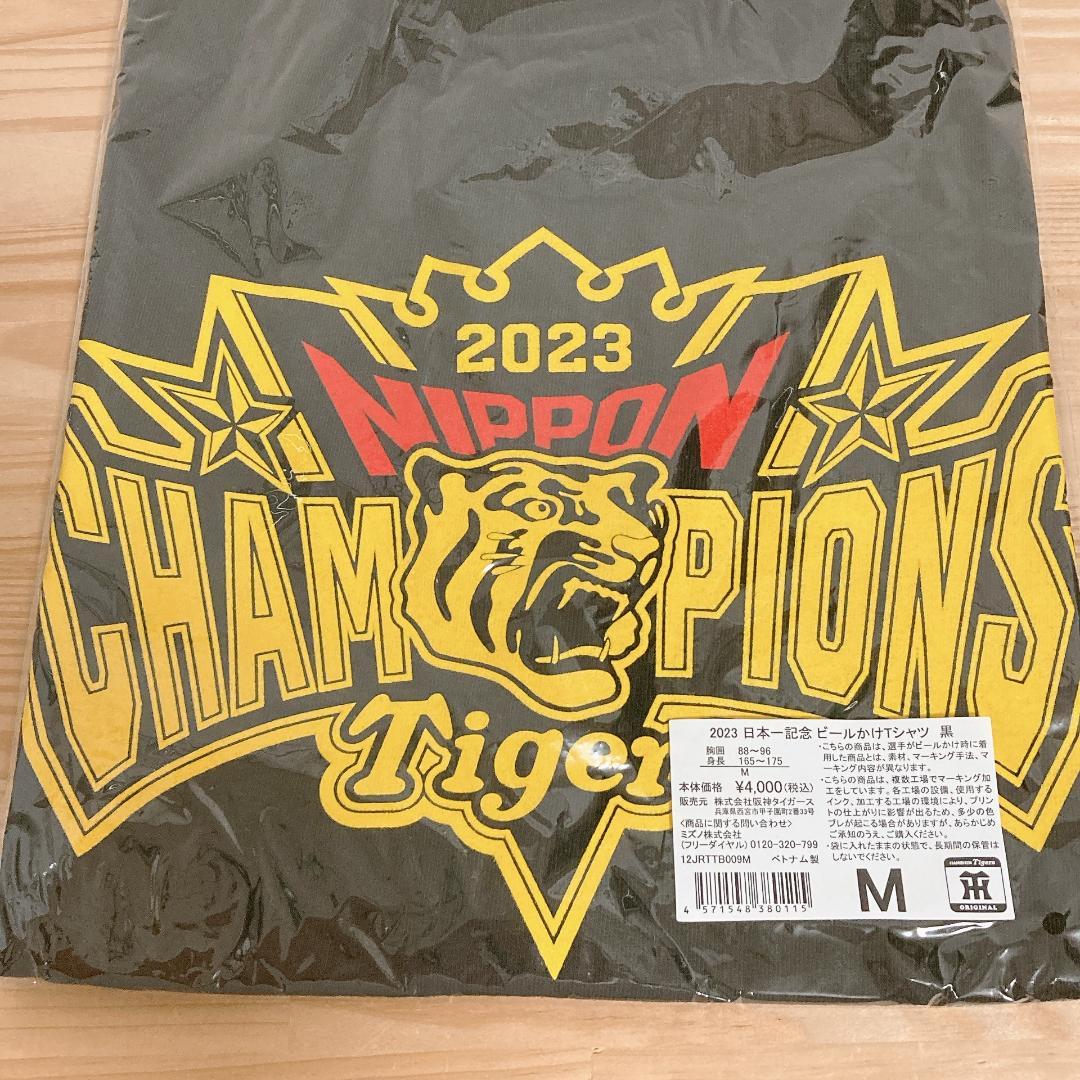 2023
NIPPON
CHAMPIONS
Tiger
2023 日本一記念 ビールかけTシャツ 黒
胸囲 88~96
身長 165~175
M
本体価格 ¥4,000(税込)
販売元 株式会社阪神タイガース
兵庫県西宮市甲子園町2番33号
<商品に関する問い合わせ>
ミズノ株式会社
(フリーダイヤル) 0120-320-799
12JRTTB009M ベトナム製
4 571548 380115
・こちらの商品は、選手がビールかけ時に着
用した商品とは、素材、マーキング手法、マ
ーキング内容が異なります。
・こちらの商品は、複数工場でマーキング加
工をしています。各工場の設備、使用する
インク、加工する工場の環境により、プリン
トの仕上がりに影響が出るため、多少の色
ブレが起こる場合がありますが、あらかじめ
ご承知のうえ、ご購入ください。
・袋に入れたままの状態で、長期間の保管は
しないでください。
M
HANSHIN Tigers
TH
ORIGINAL